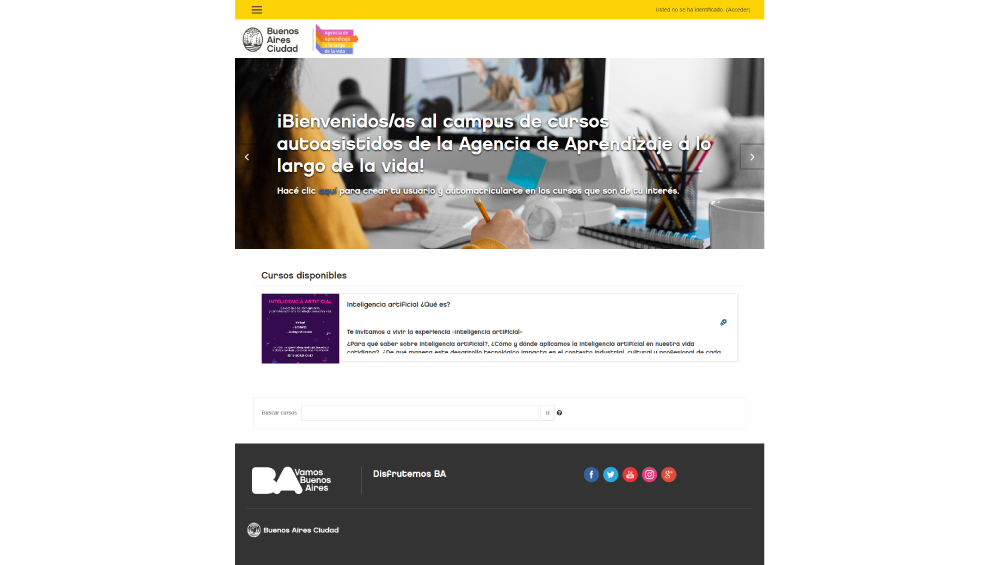 Usted no se ha identificado. (Acceder)
Buenos
Aires
Ciudad
Agencia de
Aprendizaje
a lo largo
de la vida
¡Bienvenidos/as al campus de cursos
autoasistidos de la Agencia de Aprendizaje a lo
largo de la vida!
Hacé clic aquí para crear tu usuario y automatricularte en los cursos que son de tu interés.
Cursos disponibles
INTELIGENCIA ARTIFICIAL
Inteligencia artificial ¿Qué es?
Te invitamos a vivir la experiencia «Inteligencia artificial»
¿Para qué saber sobre inteligencia artificial?, ¿Cómo y dónde aplicamos la inteligencia artificial en nuestra vida
cotidiana?, ¿De qué manera este desarrollo tecnológico impacta en el contexto industrial, cultural y profesional de cada
Buscar cursos
Ir
BA
Vamos
Buenos
Aires
Disfrutemos BA
Buenos Aires Ciudad